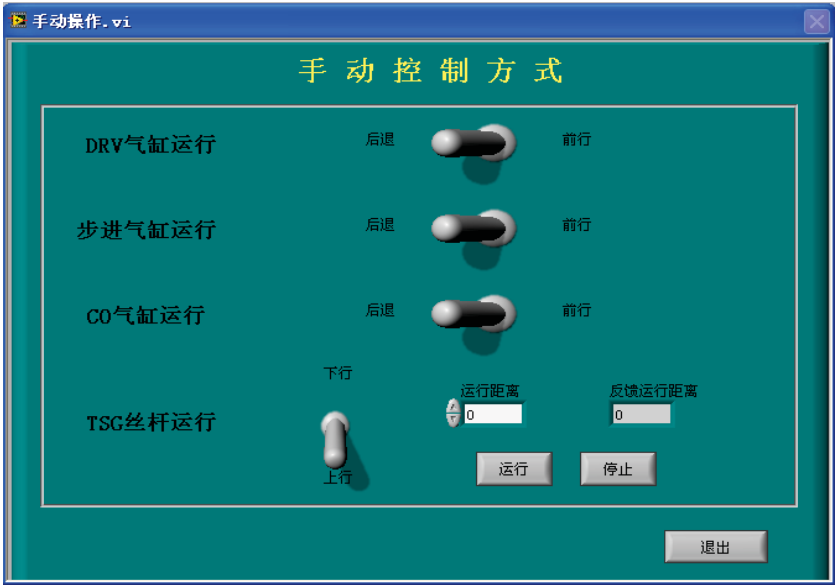 手动操作.vi
手动控制方式
DRV气缸运行 后退 前行
步进气缸运行 后退 前行
CO气缸运行 后退 前行
下行
运行距离 反馈运行距离
TSG丝杆运行 0 0
上行 运行 停止
退出